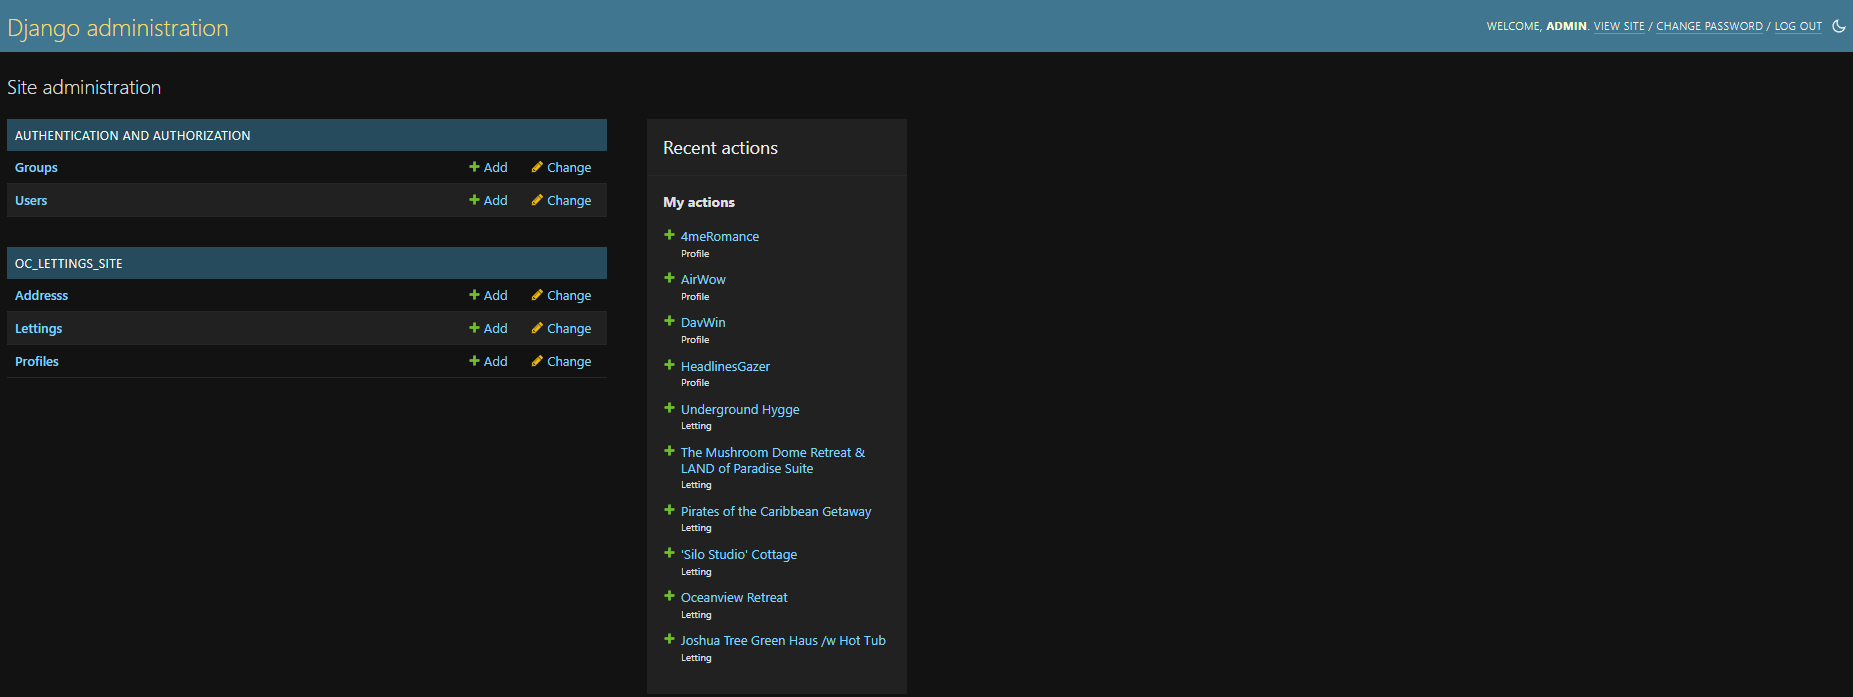 Django administration
WELCOME, ADMIN. VIEW SITE / CHANGE PASSWORD / LOG OUT
Site administration
AUTHENTICATION AND AUTHORIZATION
Groups Add Change
Users Add Change
OC_LETTINGS_SITE
Addresss Add Change
Lettings Add Change
Profiles Add Change
Recent actions
My actions
4meRomance
Profile
AirWow
Profile
DavWin
Profile
HeadlinesGazer
Profile
Underground Hygge
Letting
The Mushroom Dome Retreat &
LAND of Paradise Suite
Letting
Pirates of the Caribbean Getaway
Letting
'Silo Studio' Cottage
Letting
Oceanview Retreat
Letting
Joshua Tree Green Haus /w Hot Tub
Letting